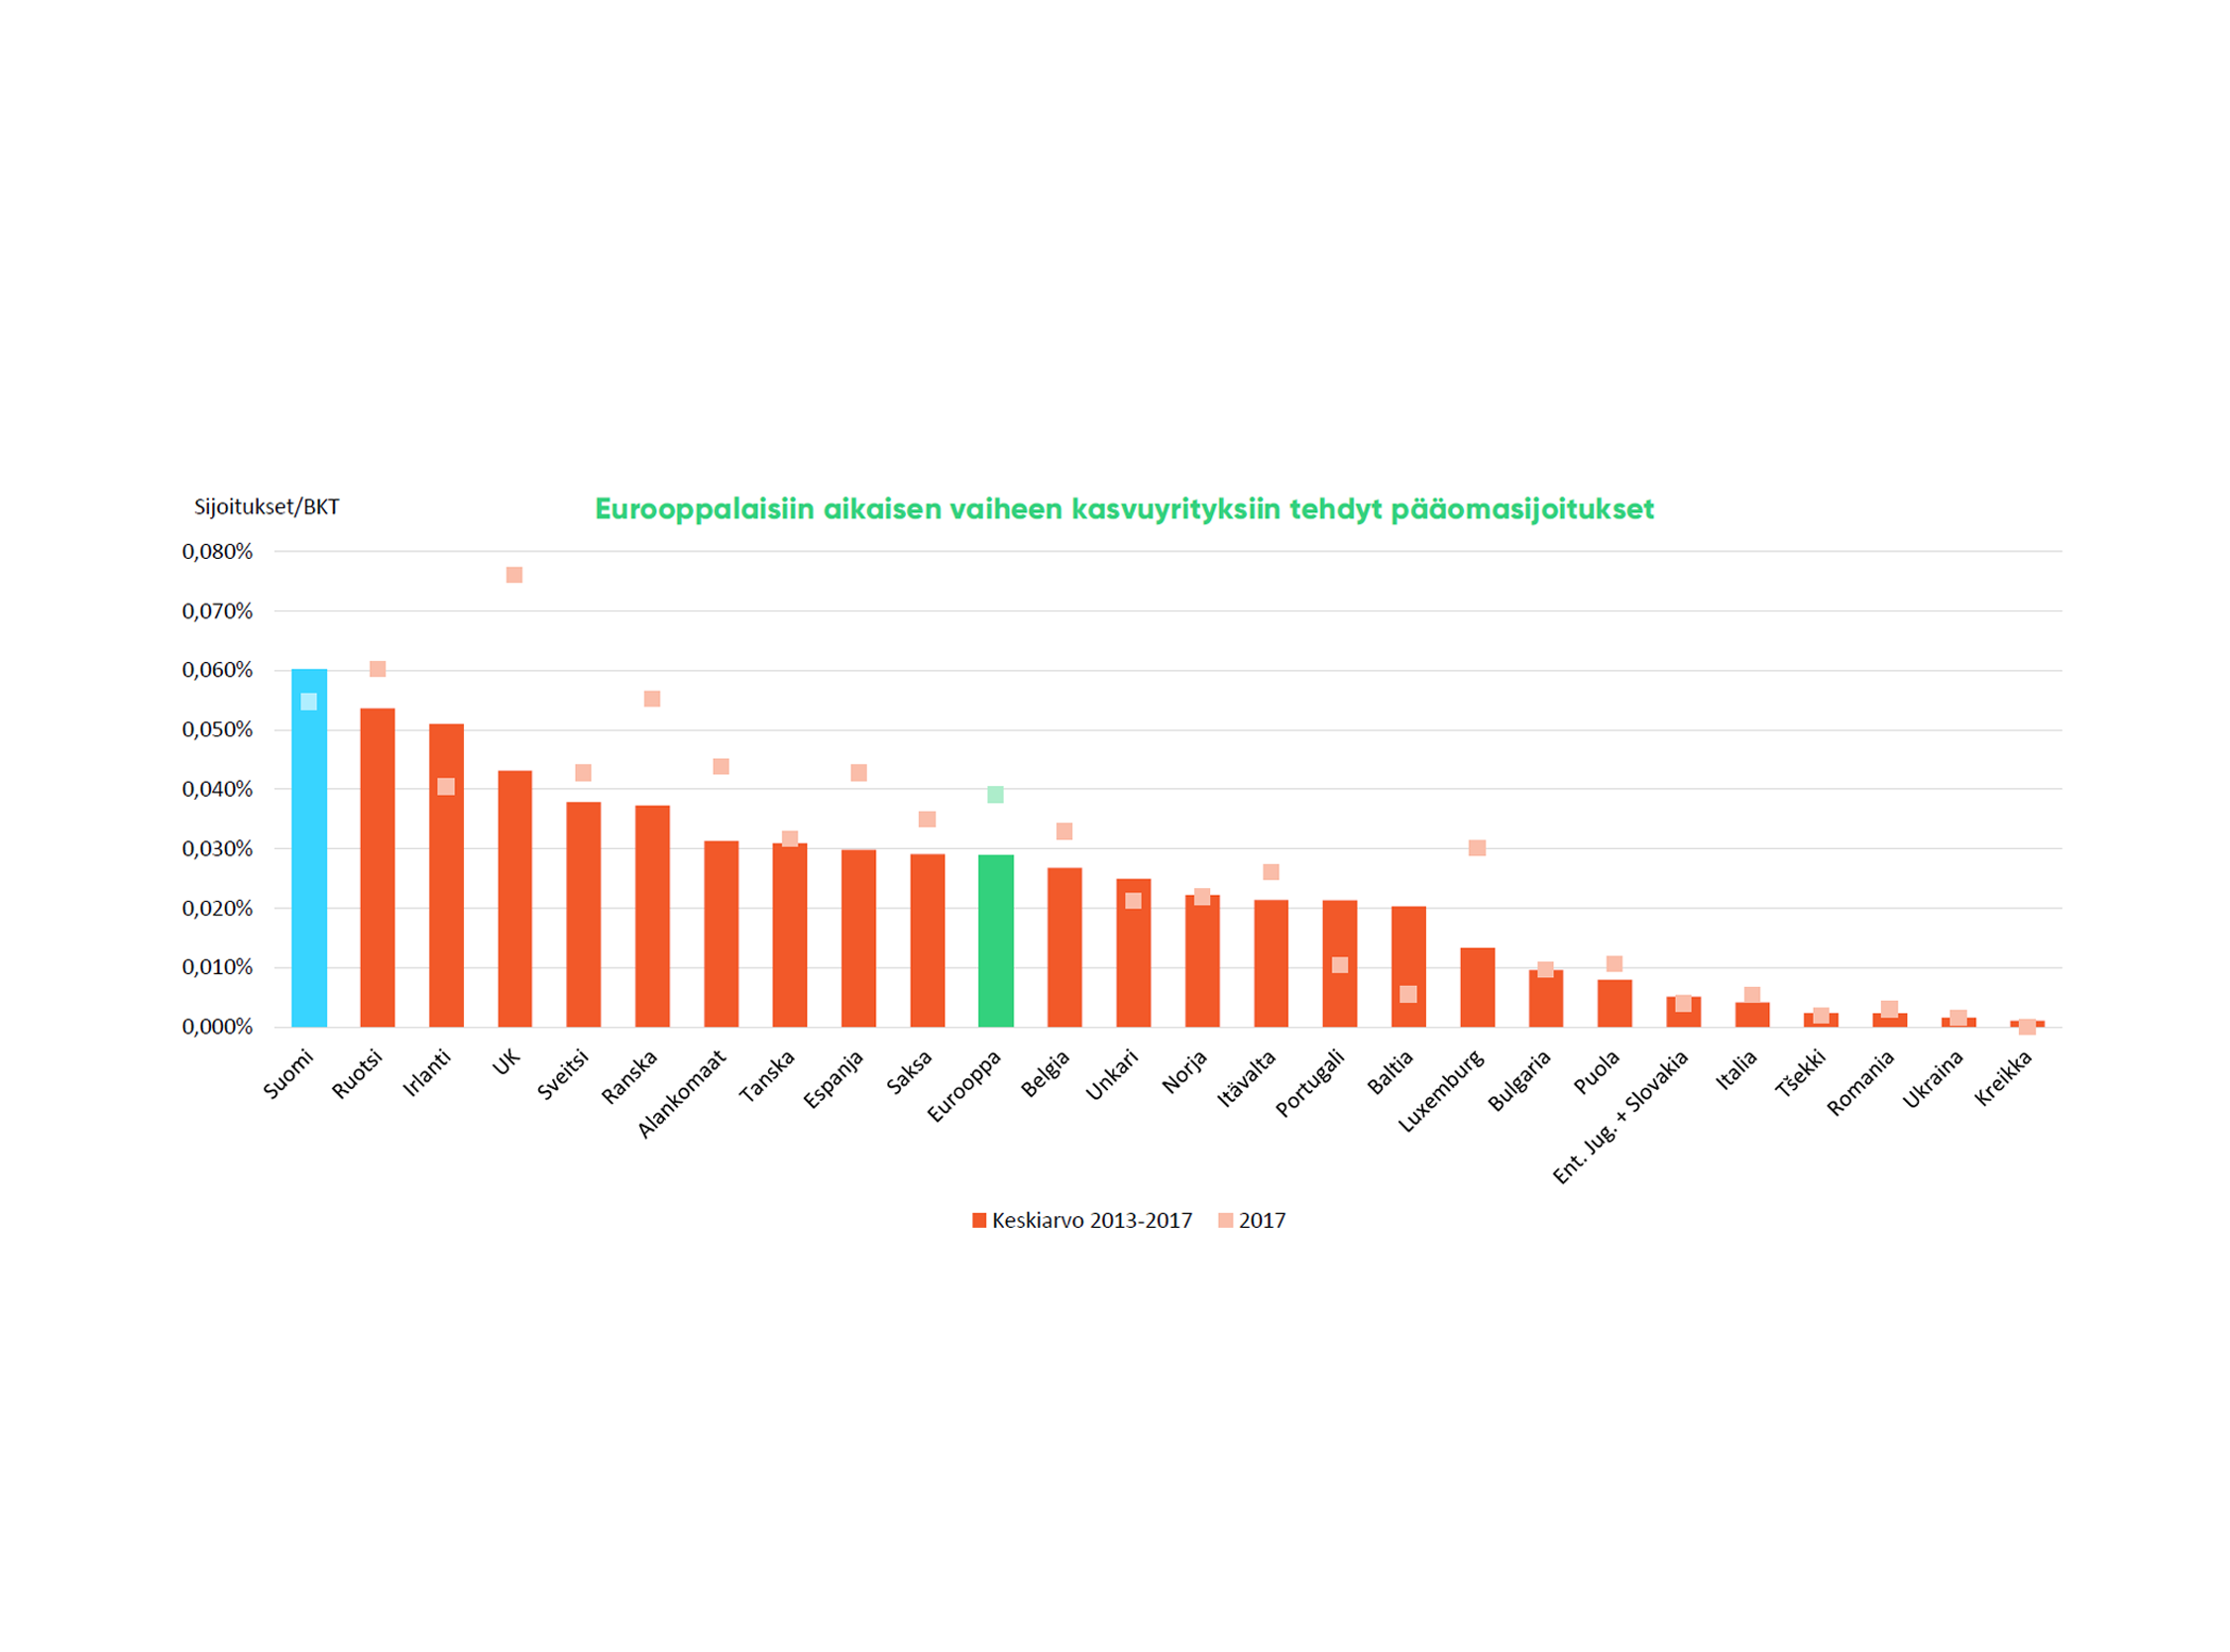 Sijoitukset/BKT
Eurooppalaisiin aikaisen vaiheen kasvuyrityksiin tehdyt pääomasijoitukset
0,080%
0,070%
0,060%
0,050%
0,040%
0,030%
0,020%
0,010%
0,000%
Suomi
Ruotsi
Irlanti
UK
Sveitsi
Ranska
Alankomaat
Tanska
Espanja
Saksa
Eurooppa
Belgia
Unkari
Norja
Itävalta
Portugali
Baltia
Luxemburg
Bulgaria
Puola
Ent. Jug. + Slovakia
Italia
Tšekki
Romania
Ukraina
Kreikka
Keskiarvo 2013-2017
2017